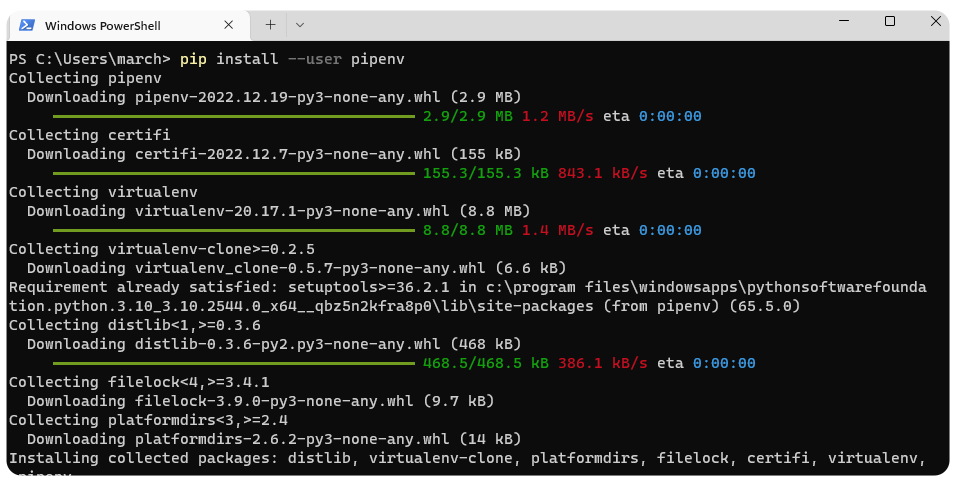 Windows PowerShell
PS C:\Users\march> pip install --user pipenv
Collecting pipenv
Downloading pipenv-2022.12.19-py3-none-any.whl (2.9 MB)
2.9/2.9 MB 1.2 MB/s eta 0:00:00
Collecting certifi
Downloading certifi-2022.12.7-py3-none-any.whl (155 kB)
155.3/155.3 kB 843.1 kB/s eta 0:00:00
Collecting virtualenv
Downloading virtualenv-20.17.1-py3-none-any.whl (8.8 MB)
8.8/8.8 MB 1.4 MB/s eta 0:00:00
Collecting virtualenv-clone>=0.2.5
Downloading virtualenv_clone-0.5.7-py3-none-any.whl (6.6 kB)
Requirement already satisfied: setuptools>=36.2.1 in c:\program files\windowsapps\pythonsoftwarefounda
tion.python.3.10_3.10.2544.0_x64__qbz5n2kfra8p0\lib\site-packages (from pipenv) (65.5.0)
Collecting distlib<1,>=0.3.6
Downloading distlib-0.3.6-py2.py3-none-any.whl (468 kB)
468.5/468.5 kB 386.1 kB/s eta 0:00:00
Collecting filelock<4,>=3.4.1
Downloading filelock-3.9.0-py3-none-any.whl (9.7 kB)
Collecting platformdirs<3,>=2.4
Downloading platformdirs-2.6.2-py3-none-any.whl (14 kB)
Installing collected packages: distlib, virtualenv-clone, platformdirs, filelock, certifi, virtualenv,